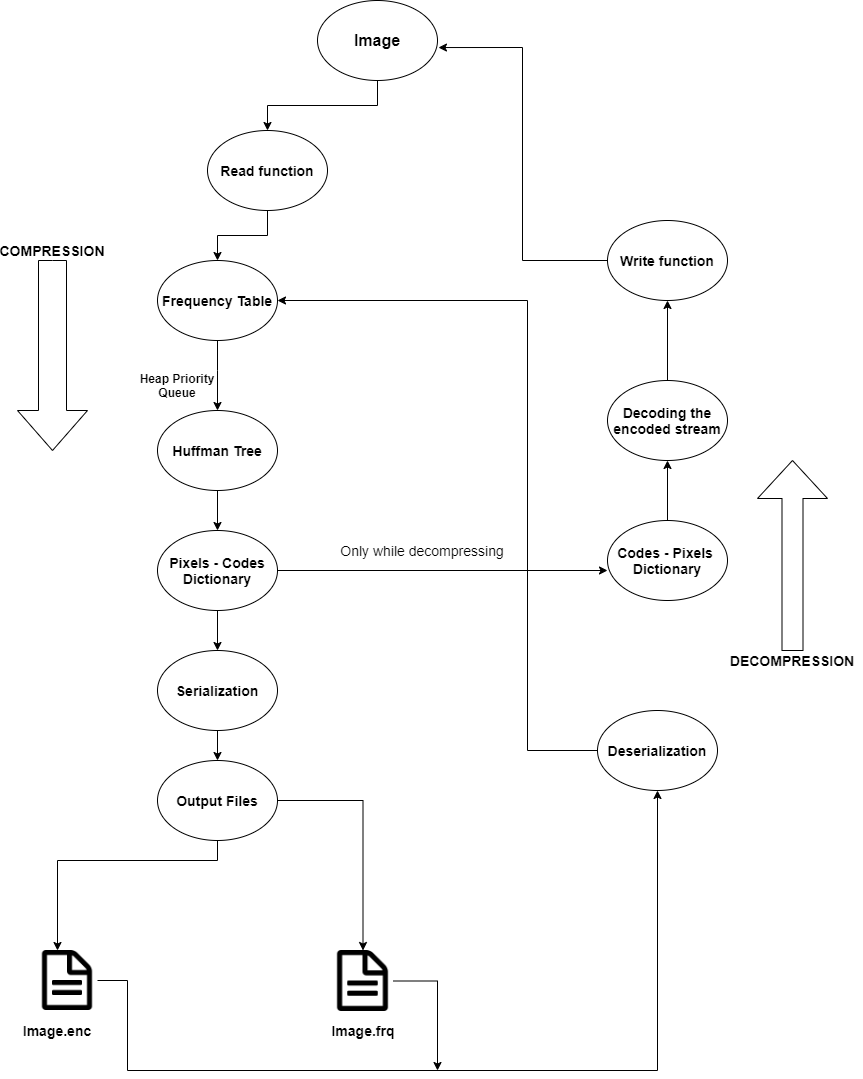 Image
Read function
COMPRESSION
Write function
Frequency Table
Heap Priority
Queue
Decoding the
encoded stream
Huffman Tree
Only while decompressing
Pixels - Codes
Dictionary
Codes - Pixels
Dictionary
DECOMPRESSION
Serialization
Deserialization
Output Files
Image.enc
Image.frq